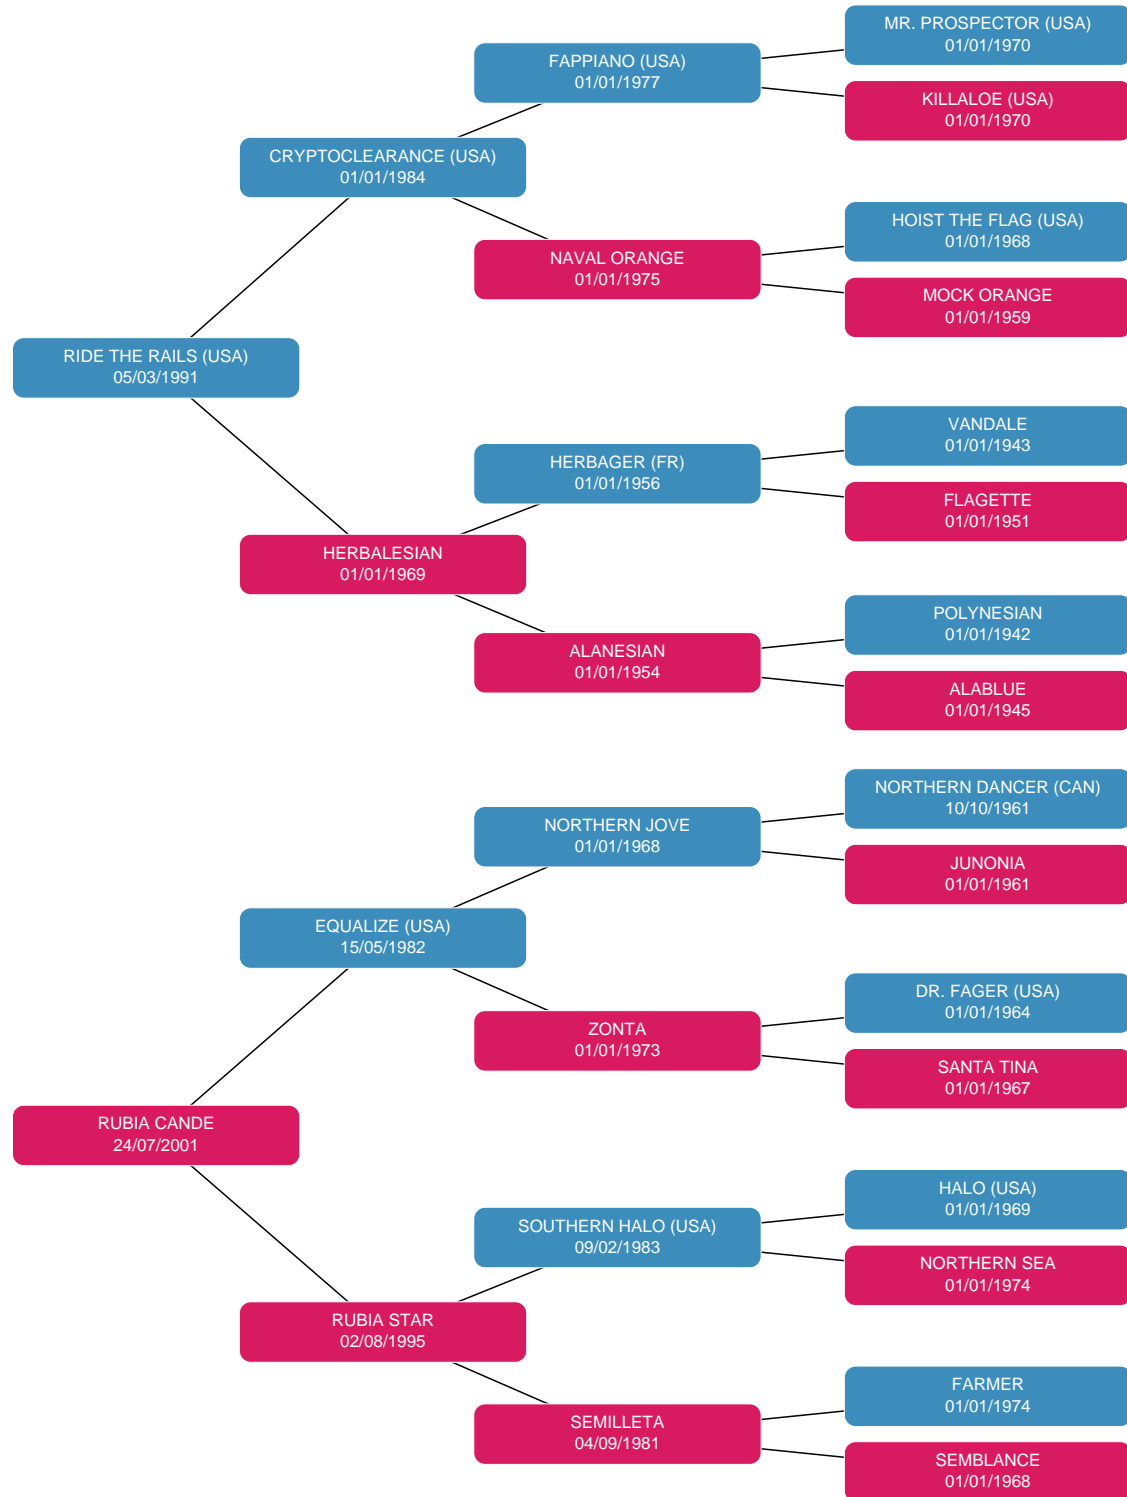 MR. PROSPECTOR (USA)
01/01/1970
FAPPIANO (USA)
01/01/1977
KILLALOE (USA)
01/01/1970
CRYPTOCLEARANCE (USA)
01/01/1984
HOIST THE FLAG (USA)
01/01/1968
NAVAL ORANGE
01/01/1975
MOCK ORANGE
01/01/1959
RIDE THE RAILS (USA)
05/03/1991
VANDALE
01/01/1943
HERBAGER (FR)
01/01/1956
FLAGETTE
01/01/1951
HERBALESIAN
01/01/1969
POLYNESIAN
01/01/1942
ALANESIAN
01/01/1954
ALABLUE
01/01/1945
NORTHERN DANCER (CAN)
10/10/1961
NORTHERN JOVE
01/01/1968
JUNONIA
01/01/1961
EQUALIZE (USA)
15/05/1982
DR. FAGER (USA)
01/01/1964
ZONTA
01/01/1973
SANTA TINA
01/01/1967
RUBIA CANDE
24/07/2001
HALO (USA)
01/01/1969
SOUTHERN HALO (USA)
09/02/1983
NORTHERN SEA
01/01/1974
RUBIA STAR
02/08/1995
FARMER
01/01/1974
SEMILLETA
04/09/1981
SEMBLANCE
01/01/1968